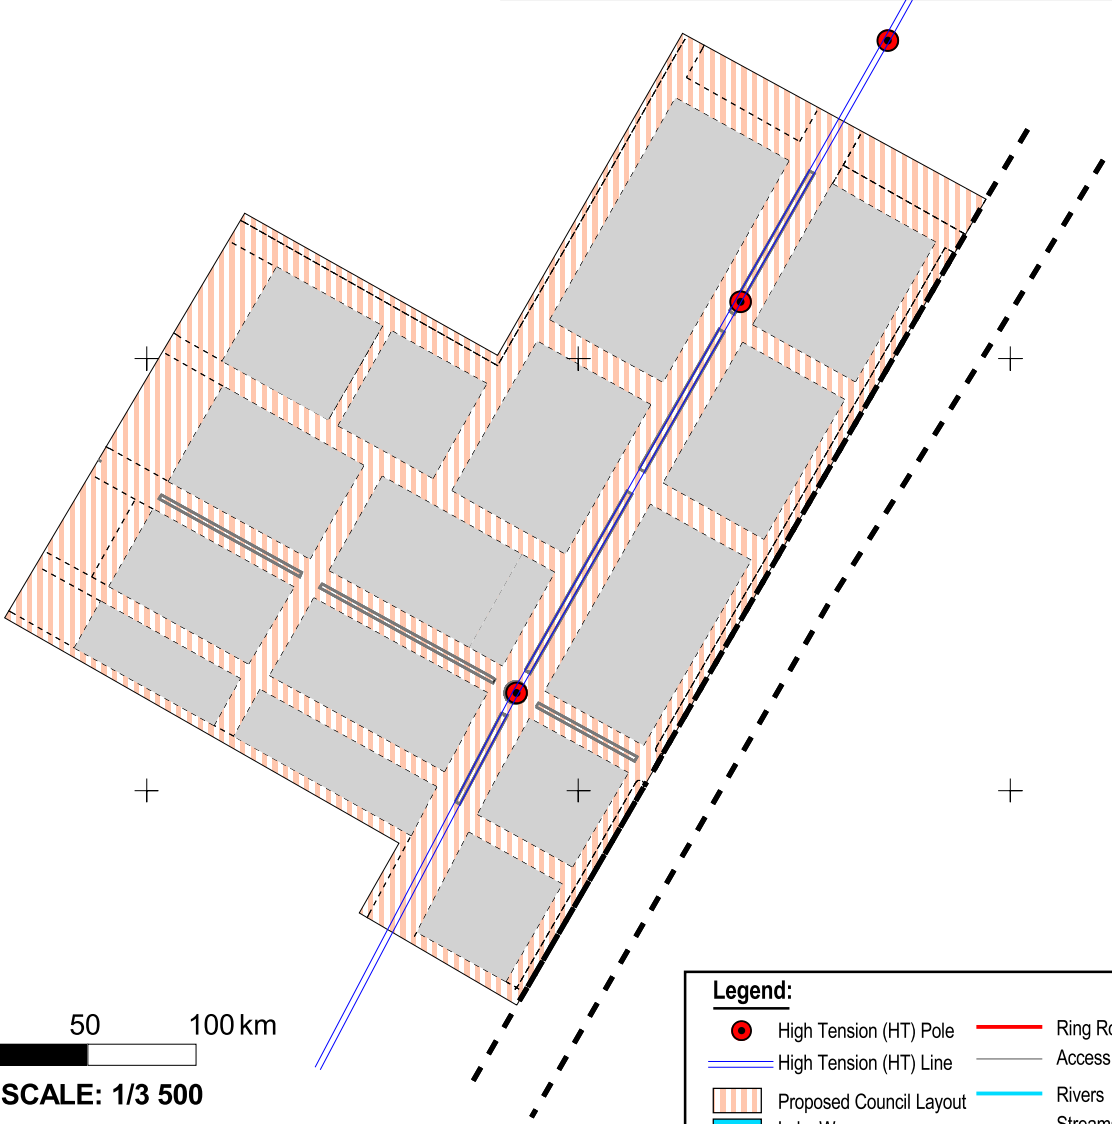 50 100 km
SCALE: 1/3 500
Legend:
High Tension (HT) Pole
High Tension (HT) Line
Proposed Council Layout
Ring
Access
Rivers